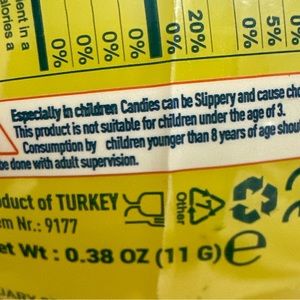 ent in a
alories a
0%
0%
0%
0%
20%
0%
5%
0%
Especially in children Candies can be Slippery and cause cho
This product is not suitable for children under the age of 3.
Consumption by children younger than 8 years of age shou
be done with adult supervision.
oduct of TURKEY
em Nr.: 9177
et Wt : 0.38 OZ (11 G) e
7
Other